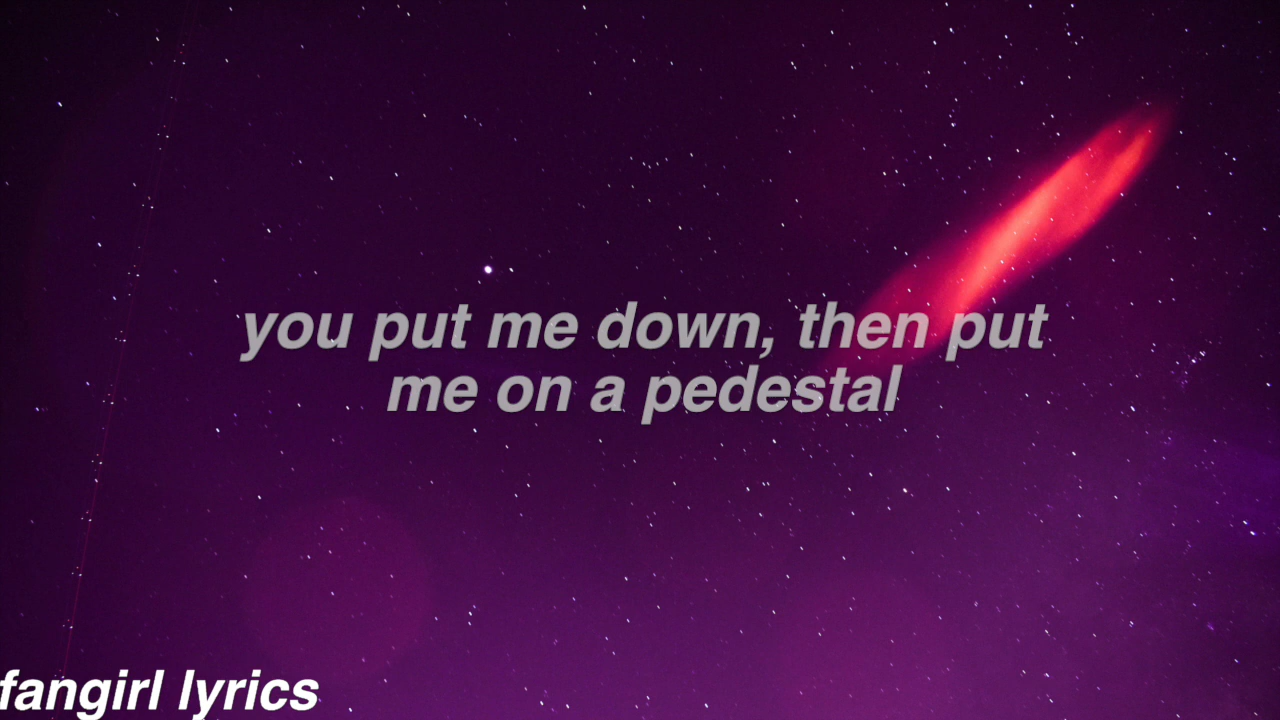 you put me down, then put
me on a pedestal
fangirl lyrics